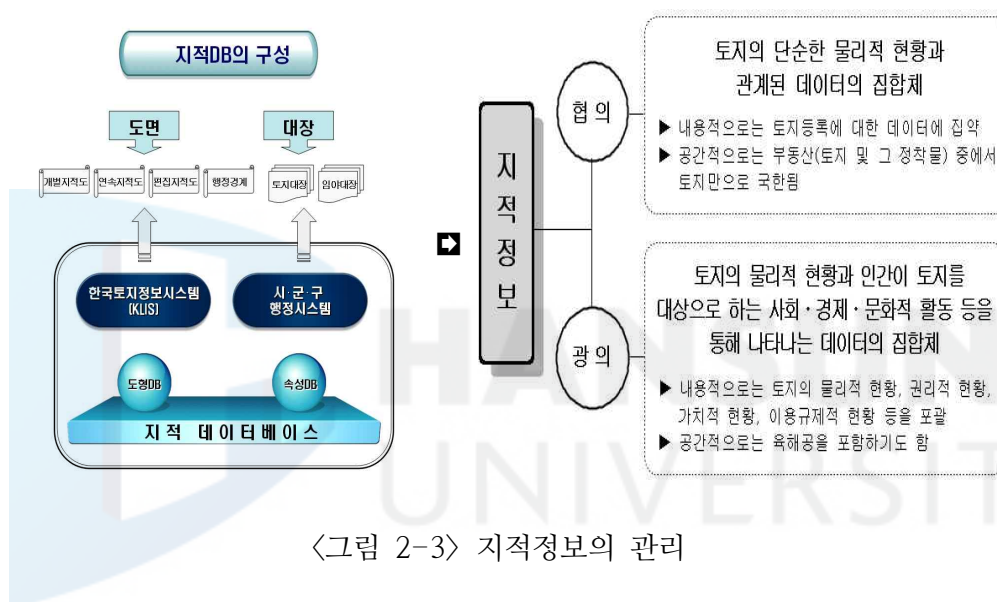 지적DB의 구성
도면
대장
개별지적도
연속지적도
편집지적도
행정경계
토지대장
임야대장
한국토지정보시스템
(KLIS)
시·군·구
행정시스템
도형DB
속성DB
지적 데이터베이스
지적정보
협의
토지의 단순한 물리적 현황과
관계된 데이터의 집합체
▶ 내용적으로는 토지등록에 대한 데이터에 집약
▶ 공간적으로는 부동산(토지 및 그 정착물) 중에서
토지만으로 국한됨
광의
토지의 물리적 현황과 인간이 토지를
대상으로 하는 사회·경제·문화적 활동 등을
통해 나타나는 데이터의 집합체
▶ 내용적으로는 토지의 물리적 현황, 권리적 현황,
가치적 현황, 이용규제적 현황 등을 포괄
▶ 공간적으로는 육해공을 포함하기도 함
HANSUN
UNIVERSIT
<그림 2-3> 지적정보의 관리